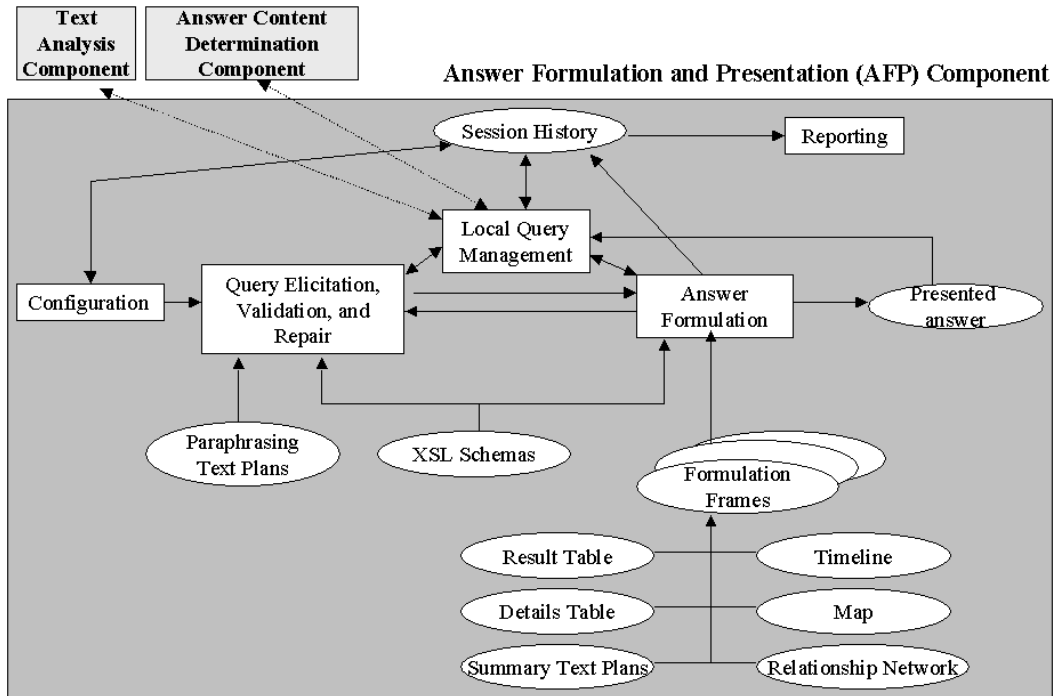 Text
Analysis
Component
Answer Content
Determination
Component
Answer Formulation and Presentation (AFP) Component
Session History
Reporting
Local Query
Management
Configuration
Query Elicitation,
Validation, and
Repair
Answer
Formulation
Presented
answer
Paraphrasing
Text Plans
XSL Schemas
Formulation
Frames
Result Table
Timeline
Details Table
Map
Summary Text Plans
Relationship Network